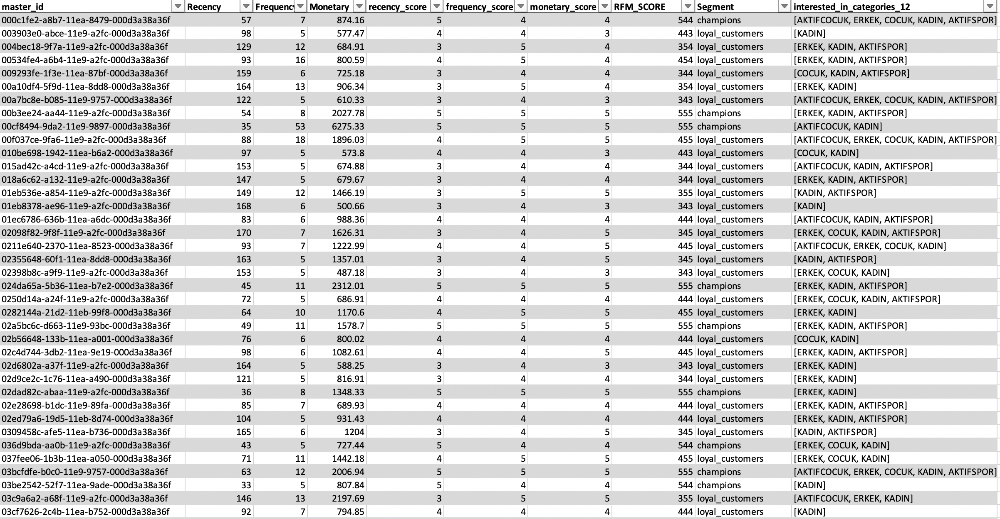 master_id Recency Frequency Monetary recency_score frequency_score monetary_score RFM_SCORE Segment interested_in_categories_12
000c1fe2-a8b7-11ea-8479-000d3a38a36f 57 7 874.16 5 4 4 544 champions [AKTIFCOCUK, ERKEK, COCUK, KADIN, AKTIFSPOR]
003903e0-abce-11e9-a2fc-000d3a38a36f 98 5 577.47 4 4 3 443 loyal_customers [KADIN]
004bec18-9f7a-11e9-a2fc-000d3a38a36f 129 12 684.91 3 5 4 354 loyal_customers [ERKEK, KADIN, AKTIFSPOR]
00534fe4-a6b4-11e9-a2fc-000d3a38a36f 93 16 800.59 4 5 4 454 loyal_customers [ERKEK, KADIN, AKTIFSPOR]
009293fe-1f3e-11ea-87bf-000d3a38a36f 159 6 725.18 3 4 4 344 loyal_customers [COCUK, KADIN, AKTIFSPOR]
00a10df4-5f9d-11ea-8dd8-000d3a38a36f 164 13 906.34 3 5 4 354 loyal_customers [ERKEK, KADIN]
00a7bc8e-b085-11e9-9757-000d3a38a36f 122 5 610.33 3 4 3 343 loyal_customers [AKTIFCOCUK, ERKEK, COCUK, KADIN, AKTIFSPOR]
00b3ee24-aa44-11e9-a2fc-000d3a38a36f 54 8 2027.78 5 5 5 555 champions [ERKEK, KADIN, AKTIFSPOR]
00cf8494-9da2-11e9-9897-000d3a38a36f 35 53 6275.33 5 5 5 555 champions [AKTIFCOCUK, KADIN]
00f037ce-9fa6-11e9-a2fc-000d3a38a36f 88 18 1896.03 4 5 5 455 loyal_customers [AKTIFCOCUK, ERKEK, COCUK, KADIN, AKTIFSPOR]
010be698-1942-11ea-b6a2-000d3a38a36f 97 5 573.8 4 4 3 443 loyal_customers [COCUK, KADIN]
015ad42c-a4cd-11e9-a2fc-000d3a38a36f 153 5 674.88 3 4 4 344 loyal_customers [AKTIFCOCUK, KADIN, AKTIFSPOR]
018a6c62-a132-11e9-a2fc-000d3a38a36f 147 5 679.67 3 4 4 344 loyal_customers [ERKEK, KADIN, AKTIFSPOR]
01eb536e-a854-11e9-a2fc-000d3a38a36f 149 12 1466.19 3 5 5 355 loyal_customers [KADIN, AKTIFSPOR]
01eb8378-ae96-11e9-a2fc-000d3a38a36f 168 6 500.66 3 4 3 343 loyal_customers [KADIN]
01ec6786-636b-11ea-a6dc-000d3a38a36f 83 6 988.36 4 4 4 444 loyal_customers [AKTIFCOCUK, KADIN, AKTIFSPOR]
02098f82-9f8f-11e9-a2fc-000d3a38a36f 170 7 1626.31 3 4 5 345 loyal_customers [ERKEK, COCUK, KADIN, AKTIFSPOR]
0211e640-2370-11ea-8523-000d3a38a36f 93 7 1222.99 4 4 5 445 loyal_customers [AKTIFCOCUK, ERKEK, COCUK, KADIN]
02355648-60f1-11ea-8dd8-000d3a38a36f 163 5 1357.01 3 4 5 345 loyal_customers [KADIN, AKTIFSPOR]
02398b8c-a9f9-11e9-a2fc-000d3a38a36f 153 5 487.18 3 4 3 343 loyal_customers [ERKEK, COCUK, KADIN]
024da65a-5b36-11ea-b7e2-000d3a38a36f 45 11 2312.01 5 5 5 555 champions [ERKEK, KADIN, AKTIFSPOR]
0250d14a-a24f-11e9-a2fc-000d3a38a36f 72 5 686.91 4 4 4 444 loyal_customers [ERKEK, COCUK, KADIN, AKTIFSPOR]
0282144a-21d2-11eb-99f8-000d3a38a36f 64 10 1170.6 4 5 5 455 loyal_customers [ERKEK, KADIN]
02a5bc6c-d663-11e9-93bc-000d3a38a36f 49 11 1578.7 5 5 5 555 champions [ERKEK, KADIN, AKTIFSPOR]
02b56648-133b-11ea-a001-000d3a38a36f 76 6 800.02 4 4 4 444 loyal_customers [COCUK, KADIN]
02c4d744-3db2-11ea-9e19-000d3a38a36f 98 6 1082.61 4 4 5 445 loyal_customers [ERKEK, KADIN, AKTIFSPOR]
02d6802a-a37f-11e9-a2fc-000d3a38a36f 164 5 588.25 3 4 3 343 loyal_customers [ERKEK, KADIN]
02d9ce2c-1c76-11ea-a490-000d3a38a36f 121 5 816.91 3 4 4 344 loyal_customers [ERKEK, KADIN]
02dad82c-abaa-11e9-a2fc-000d3a38a36f 36 8 1348.33 5 5 5 555 champions [ERKEK, KADIN]
02e28698-b1dc-11e9-89fa-000d3a38a36f 85 7 689.93 4 4 4 444 loyal_customers [ERKEK, KADIN, AKTIFSPOR]
02ed79a6-19d5-11eb-8d74-000d3a38a36f 104 5 931.43 4 4 4 444 loyal_customers [ERKEK, KADIN, AKTIFSPOR]
0309458c-afe5-11ea-b736-000d3a38a36f 165 6 1204 3 4 5 345 loyal_customers [KADIN, AKTIFSPOR]
036d9bda-aa0b-11e9-a2fc-000d3a38a36f 43 5 727.44 5 4 4 544 champions [ERKEK, COCUK, KADIN]
037fee06-1b3b-11ea-a050-000d3a38a36f 71 11 1442.18 4 5 5 455 loyal_customers [ERKEK, COCUK, KADIN]
03bcfdfe-b0c0-11e9-9757-000d3a38a36f 63 12 2006.94 5 5 5 555 champions [AKTIFCOCUK, ERKEK, COCUK, KADIN, AKTIFSPOR]
03be2542-52f7-11ea-9ade-000d3a38a36f 33 5 807.84 5 4 4 544 champions [KADIN]
03c9a6a2-a68f-11e9-a2fc-000d3a38a36f 146 13 2197.69 3 5 5 355 loyal_customers [AKTIFCOCUK, ERKEK, KADIN]
03cf7626-2c4b-11ea-b752-000d3a38a36f 92 7 794.85 4 4 4 444 loyal_customers [KADIN]